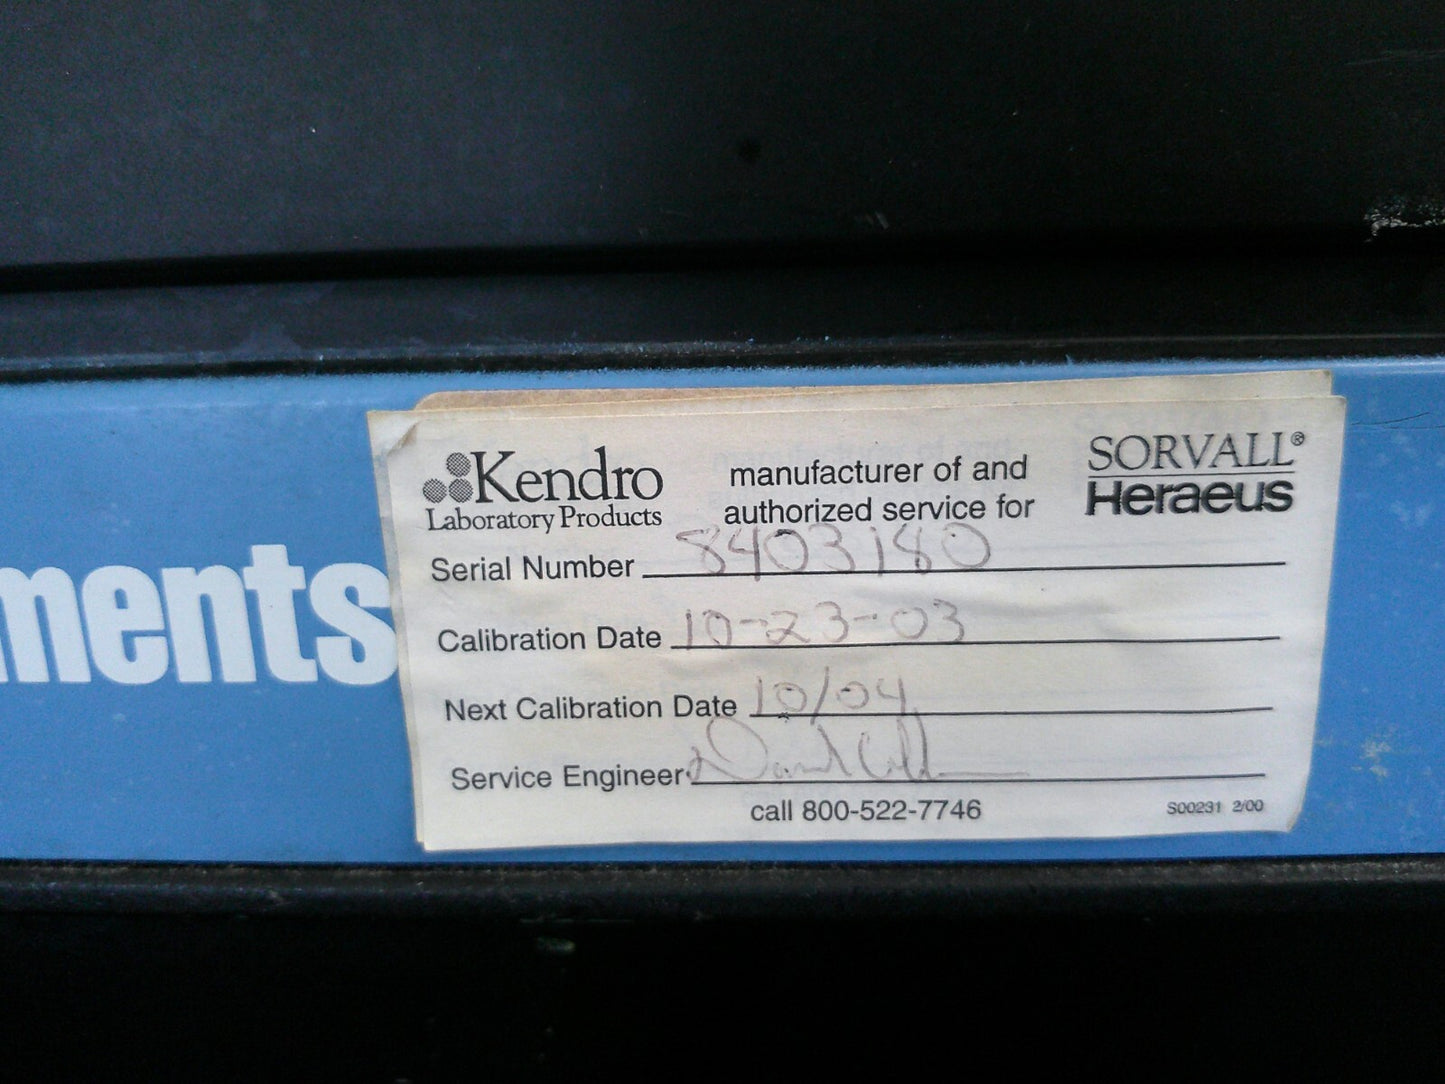 ments
Kendro
Laboratory Products
manufacturer of and
authorized service for
SORVALL®
Heraeus
Serial Number 8403180
Calibration Date 10-23-03
Next Calibration Date 10/04
Service Engineer
call 800-522-7746
S00231 2/00